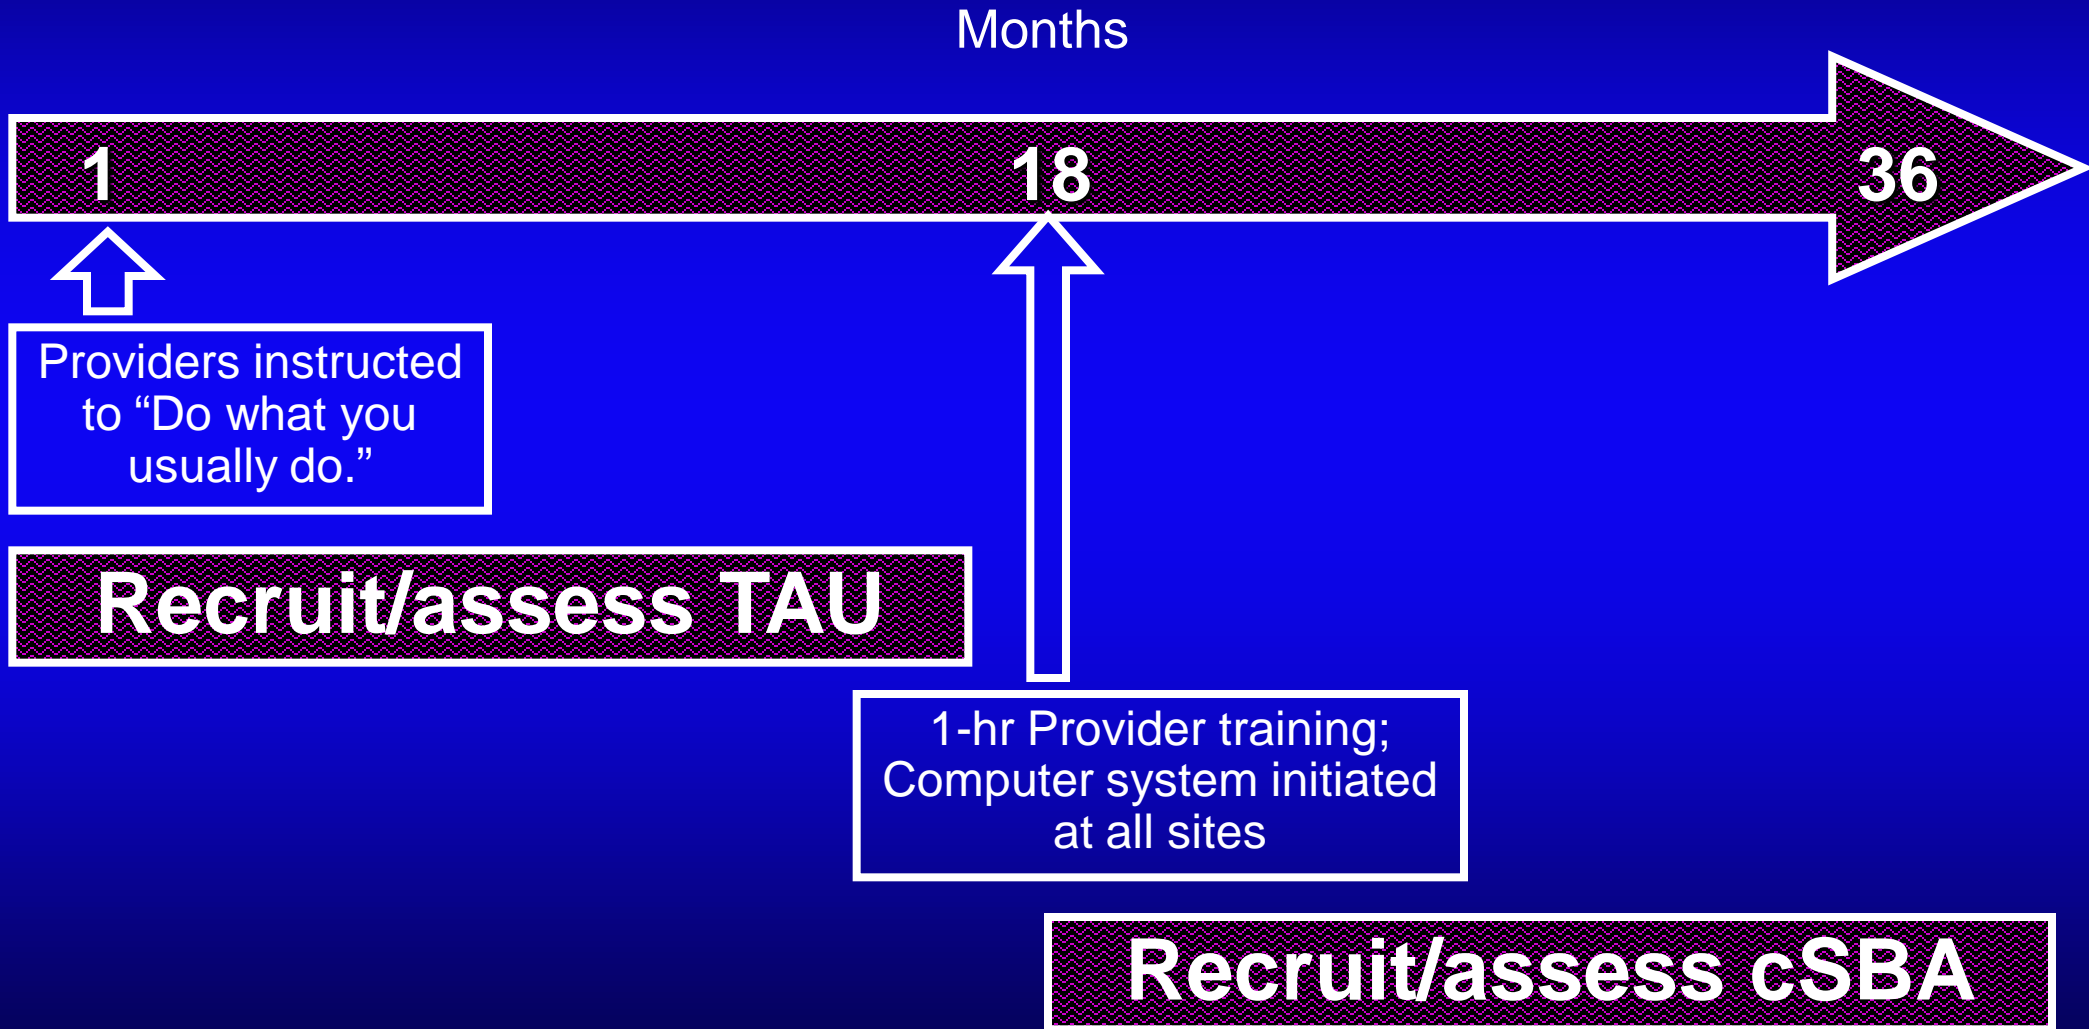 Months
1 18 36
Providers instructed
to “Do what you
usually do.”
Recruit/assess TAU
1-hr Provider training;
Computer system initiated
at all sites
Recruit/assess cSBA